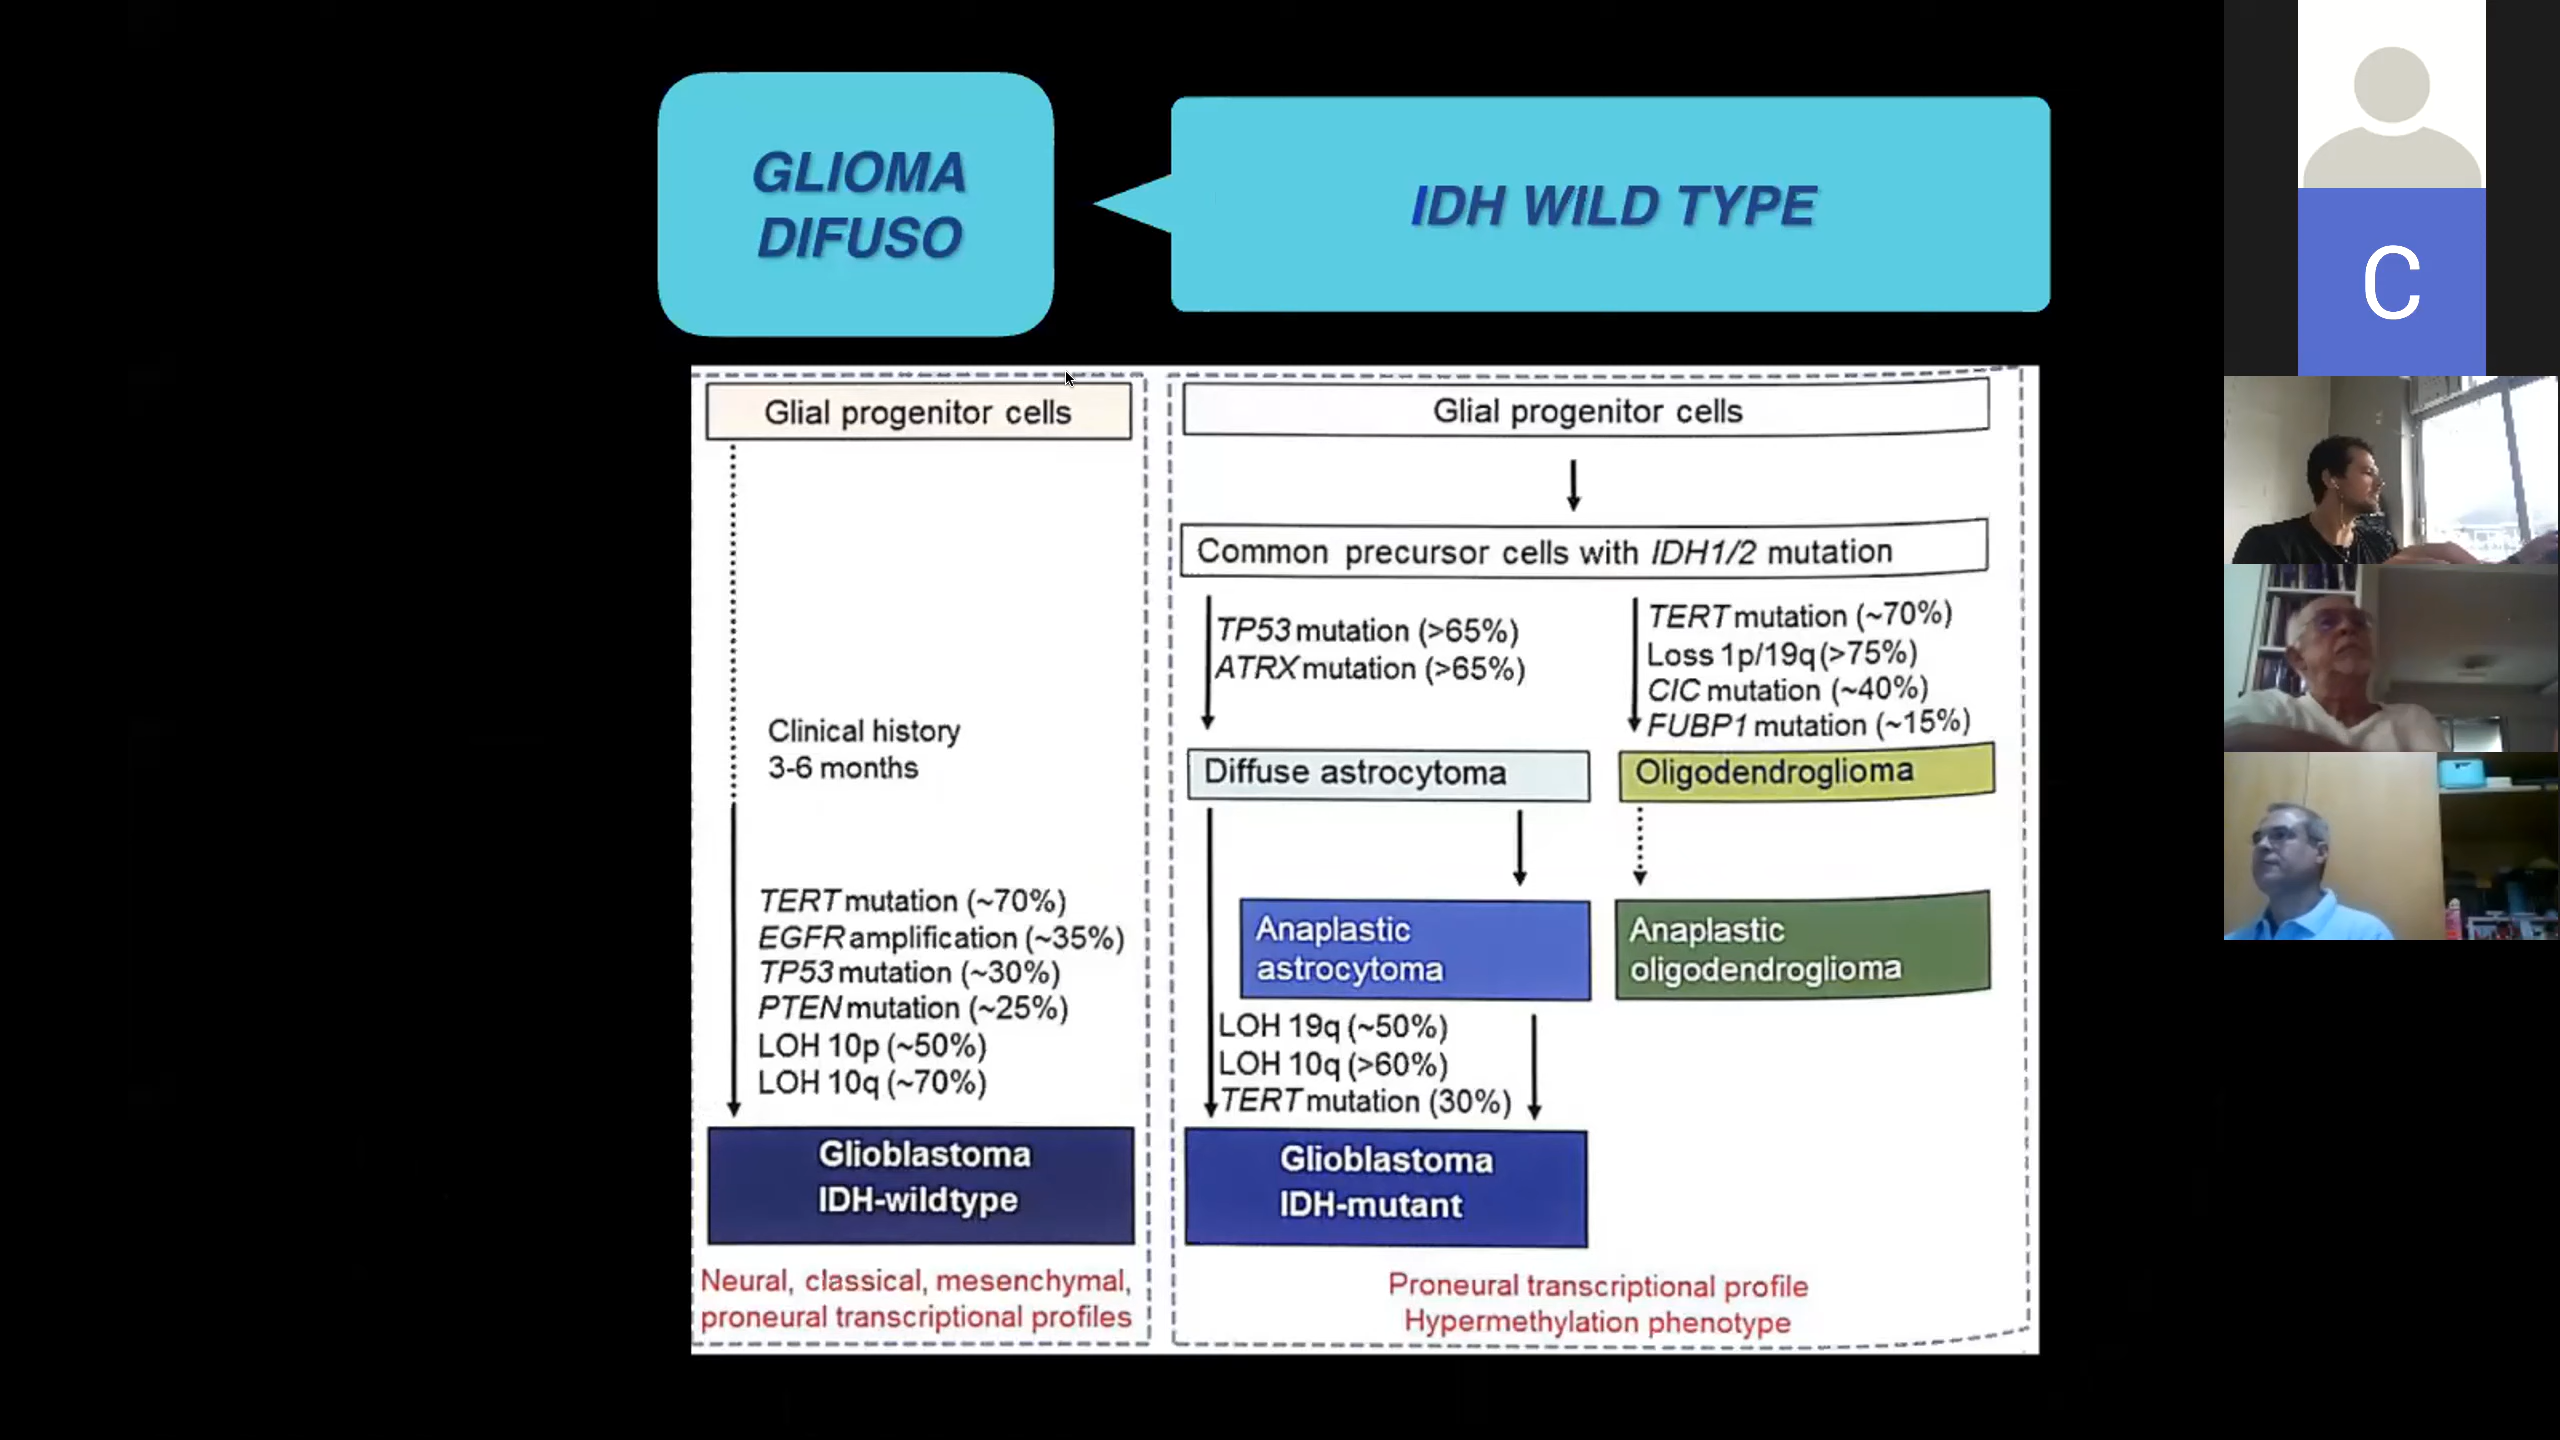 GLIOMA
DIFUSO
IDH WILD TYPE
Glial progenitor cells
Clinical history
3-6 months
TERT mutation (~70%)
EGFR amplification (~35%)
TP53 mutation (~30%)
PTEN mutation (~25%)
LOH 10p (~50%)
LOH 10q (~70%)
Glioblastoma
IDH-wildtype
Neural, classical, mesenchymal,
proneural transcriptional profiles
Glial progenitor cells
Common precursor cells with IDH1/2 mutation
TP53 mutation (>65%)
ATRX mutation (>65%)
TERT mutation (~70%)
Loss 1p/19q (>75%)
CIC mutation (~40%)
FUBP1 mutation (~15%)
Diffuse astrocytoma
Oligodendroglioma
Anaplastic
astrocytoma
Anaplastic
oligodendroglioma
LOH 19q (~50%)
LOH 10q (>60%)
TERT mutation (30%)
Glioblastoma
IDH-mutant
Proneural transcriptional profile
Hypermethylation phenotype
C